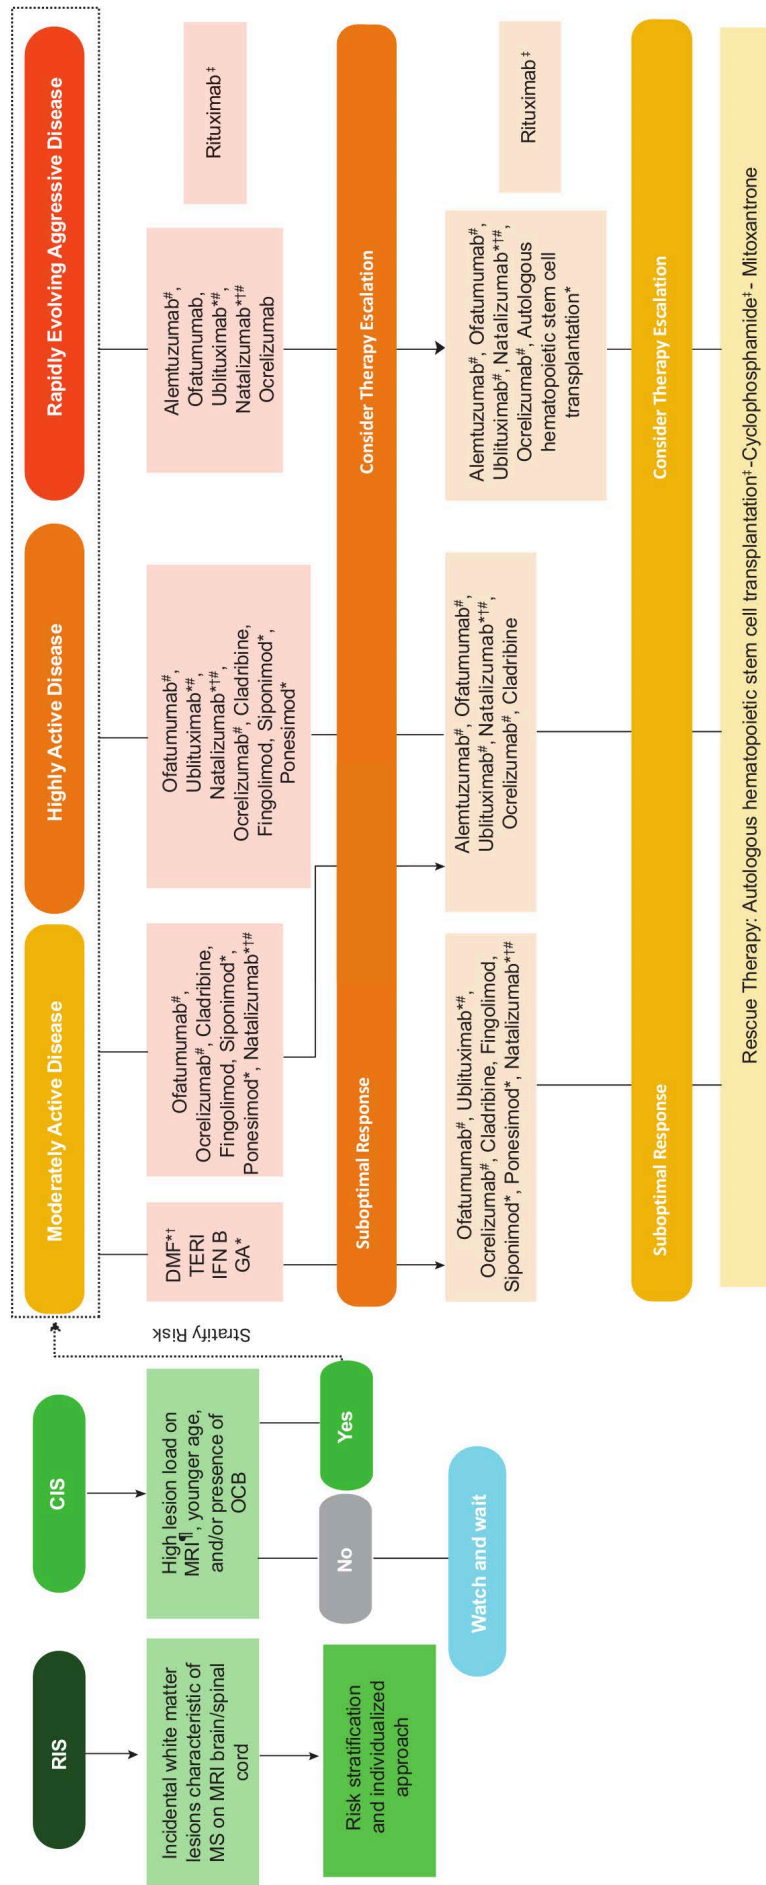 RIS
CIS
Moderately Active Disease
Highly Active Disease
Rapidly Evolving Aggressive Disease
Incidental white matter
lesions characteristic of
MS on MRI brain/spinal
cord
High lesion load on
MRI¶, younger age,
and/or presence of
OCB
Stratify Risk
DMF*†
TERI
IFN B
GA*
Ofatumumab#,
Ocrelizumab#, Cladribine,
Fingolimod, Siponimod*,
Ponesimod*, Natalizumab*†#
Ofatumumab#,
Ublituximab*#,
Natalizumab*†#,
Ocrelizumab#, Cladribine,
Fingolimod, Siponimod*,
Ponesimod*
Alemtuzumab#,
Ofatumumab,
Ublituximab*#,
Natalizumab*†#
Ocrelizumab
Rituximab‡
Risk stratification
and individualized
approach
No
Yes
Suboptimal Response
Consider Therapy Escalation
Watch and wait
Ofatumumab#, Ublituximab*#,
Ocrelizumab#, Cladribine, Fingolimod,
Siponimod*, Ponesimod*, Natalizumab*†#
Alemtuzumab#, Ofatumumab#,
Ublituximab#, Natalizumab*†#,
Ocrelizumab#, Cladribine
Alemtuzumab#, Ofatumumab#,
Ublituximab#, Natalizumab*†#,
Ocrelizumab#, Autologous
hematopoietic stem cell
transplantation*
Rituximab‡
Suboptimal Response
Consider Therapy Escalation
Rescue Therapy: Autologous hematopoietic stem cell transplantation‡-Cyclophosphamide‡- Mitoxantrone